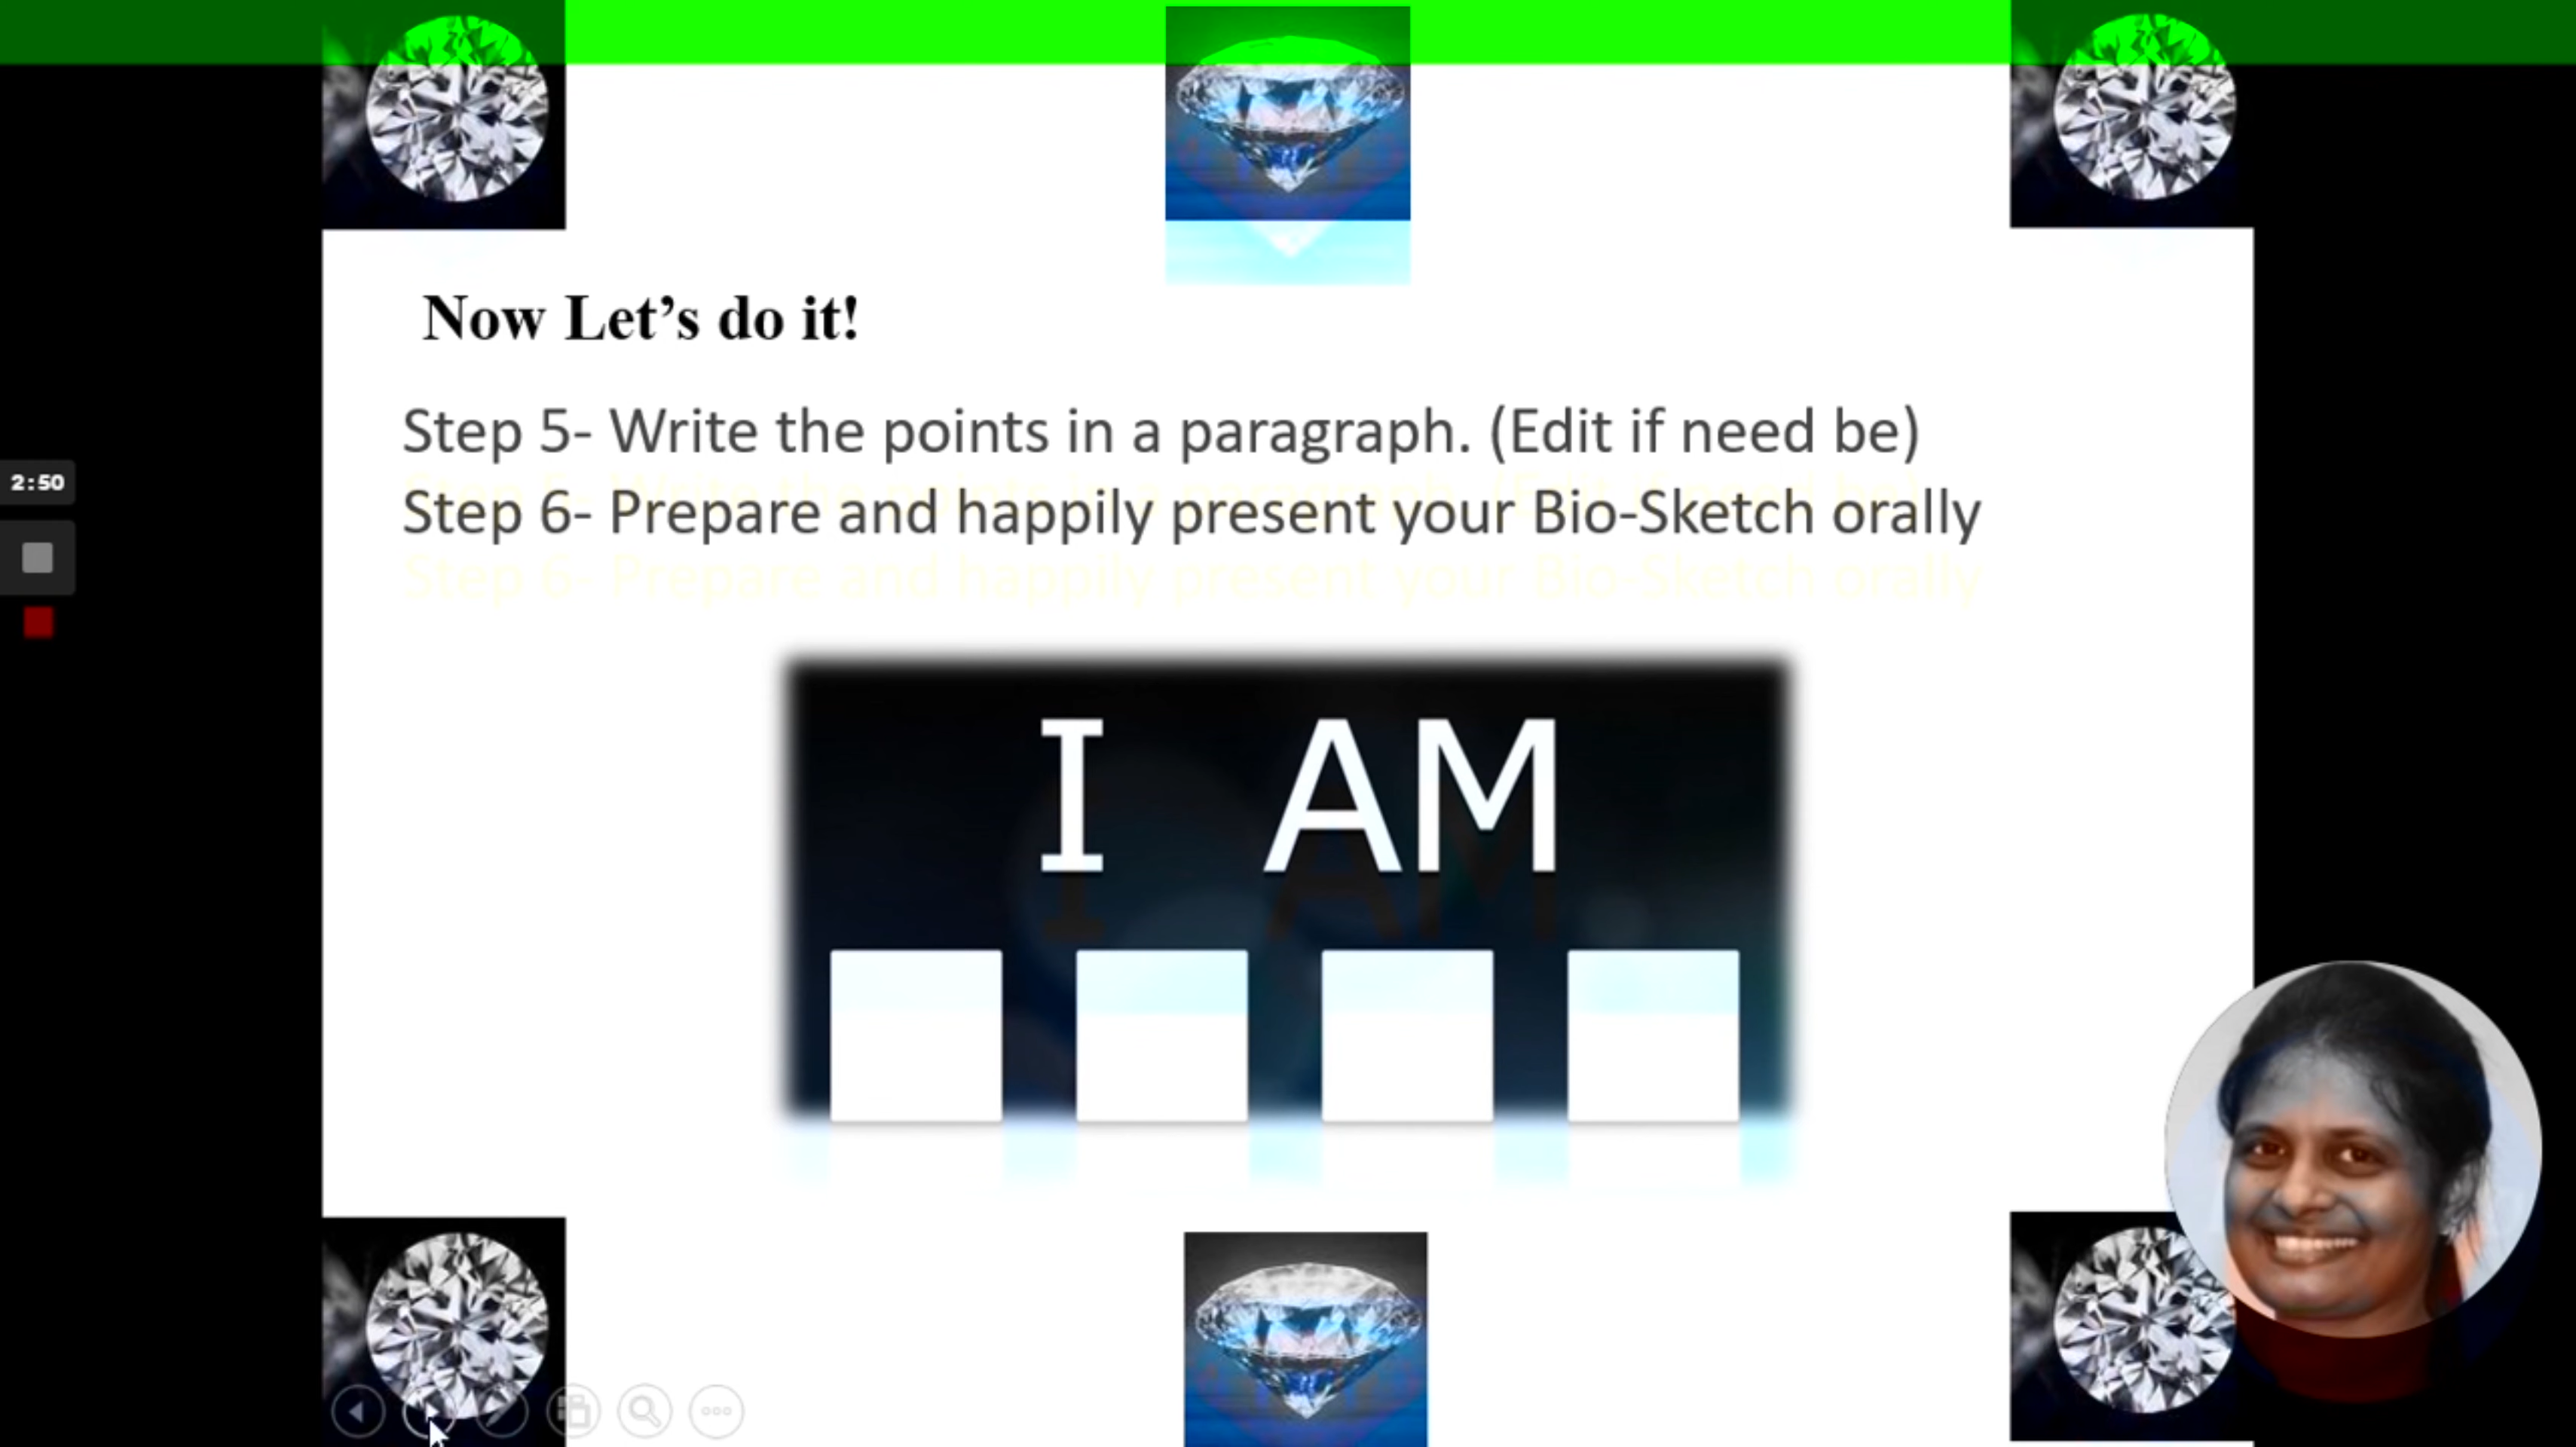 Now Let's do it!
Step 5- Write the points in a paragraph. (Edit if need be)
Step 6- Prepare and happily present your Bio-Sketch orally
2:50
I AM